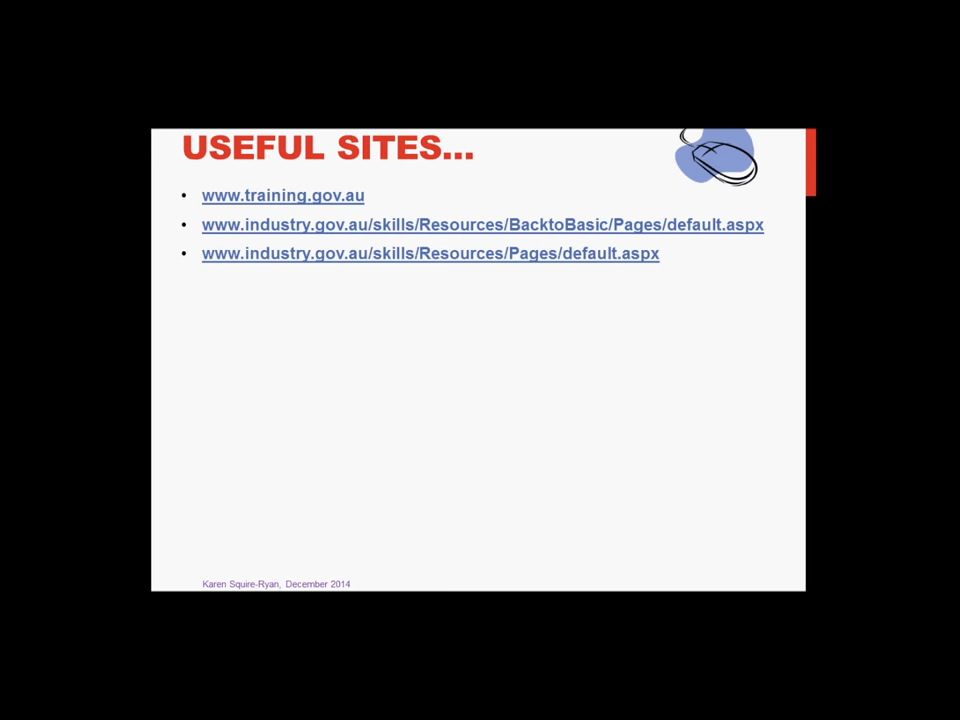 USEFUL SITES...
• www.training.gov.au
• www.industry.gov.au/skills/Resources/BacktoBasic/Pages/default.aspx
• www.industry.gov.au/skills/Resources/Pages/default.aspx
Karen Squire-Ryan, December 2014